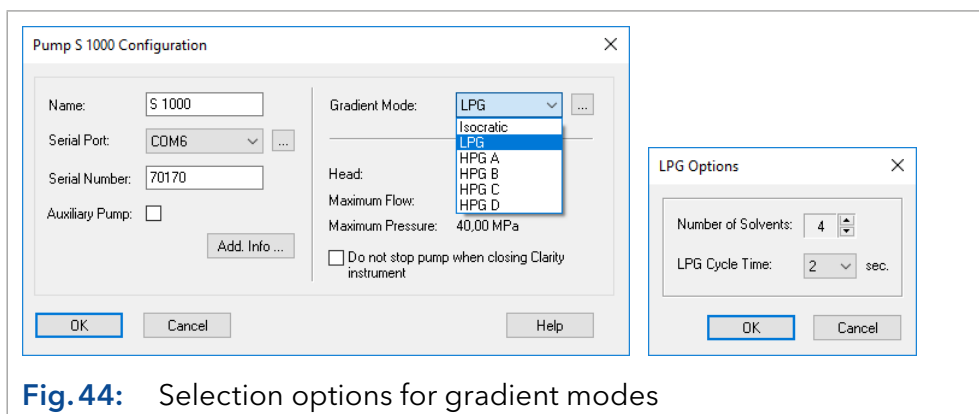 Pump S 1000 Configuration
Name: S 1000
Serial Port: COM6 ...
Serial Number: 70170
Auxiliary Pump:
Add. Info ...
Gradient Mode: LPG ...
Isocratic
LPG
HPG A
HPG B
HPG C
HPG D
Head:
Maximum Flow:
Maximum Pressure: 40,00 MPa
Do not stop pump when closing Clarity
instrument
OK Cancel Help
LPG Options
Number of Solvents: 4
LPG Cycle Time: 2 sec.
OK Cancel
Fig. 44: Selection options for gradient modes